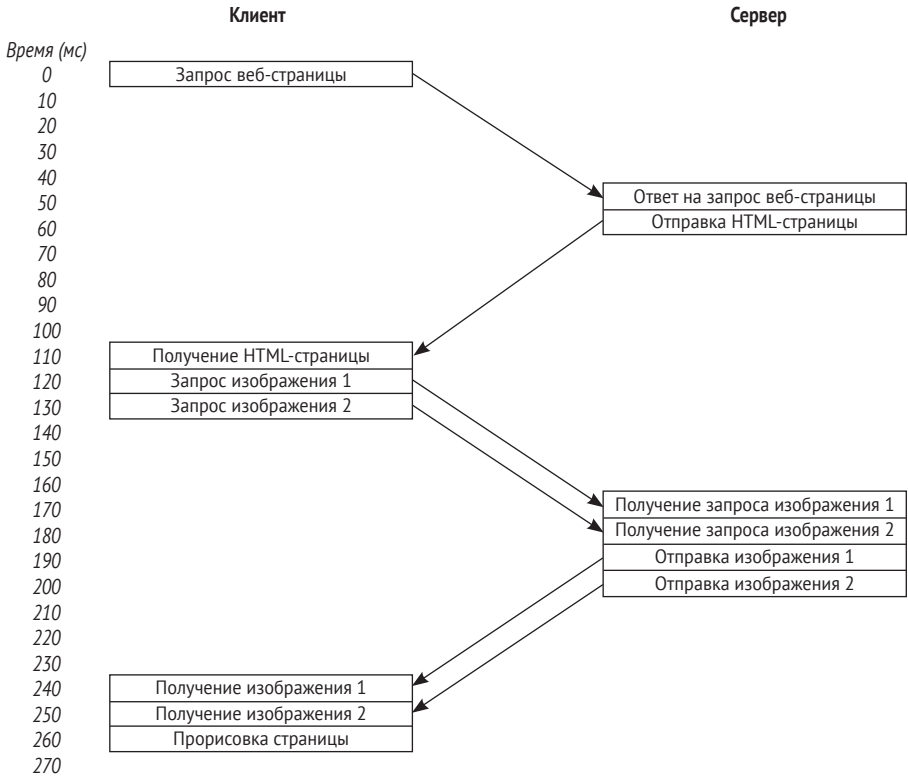 Клиент Сервер
Время (мс)
0 Запрос веб-страницы
10
20
30
40
50 Ответ на запрос веб-страницы
60 Отправка HTML-страницы
70
80
90
100
110 Получение HTML-страницы
120 Запрос изображения 1
130 Запрос изображения 2
140
150
160
170 Получение запроса изображения 1
180 Получение запроса изображения 2
190 Отправка изображения 1
200 Отправка изображения 2
210
220
230
240 Получение изображения 1
250 Получение изображения 2
260 Прорисовка страницы
270